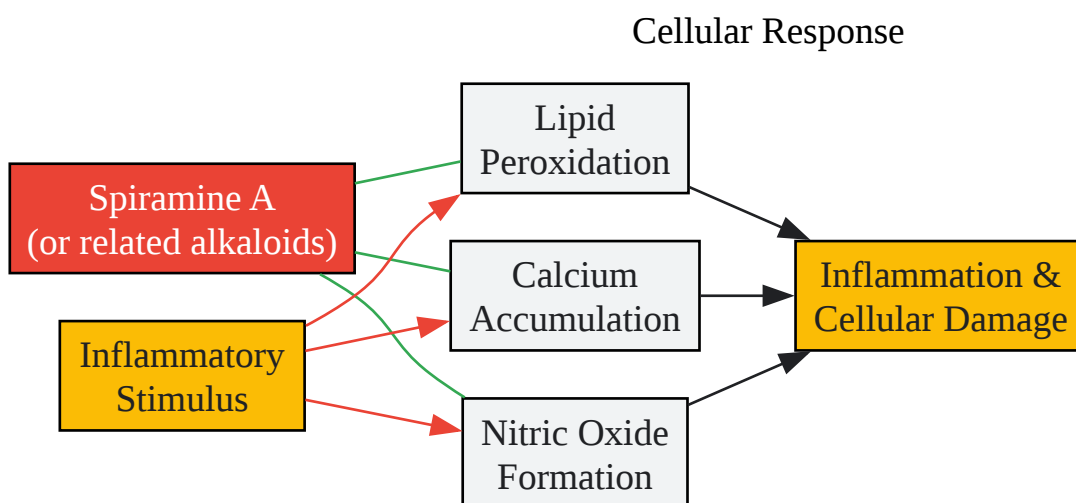 Cellular Response
Lipid
Peroxidation
Spiramine A
(or related alkaloids)
Calcium
Accumulation
Inflammation &
Cellular Damage
Inflammatory
Stimulus
Nitric Oxide
Formation